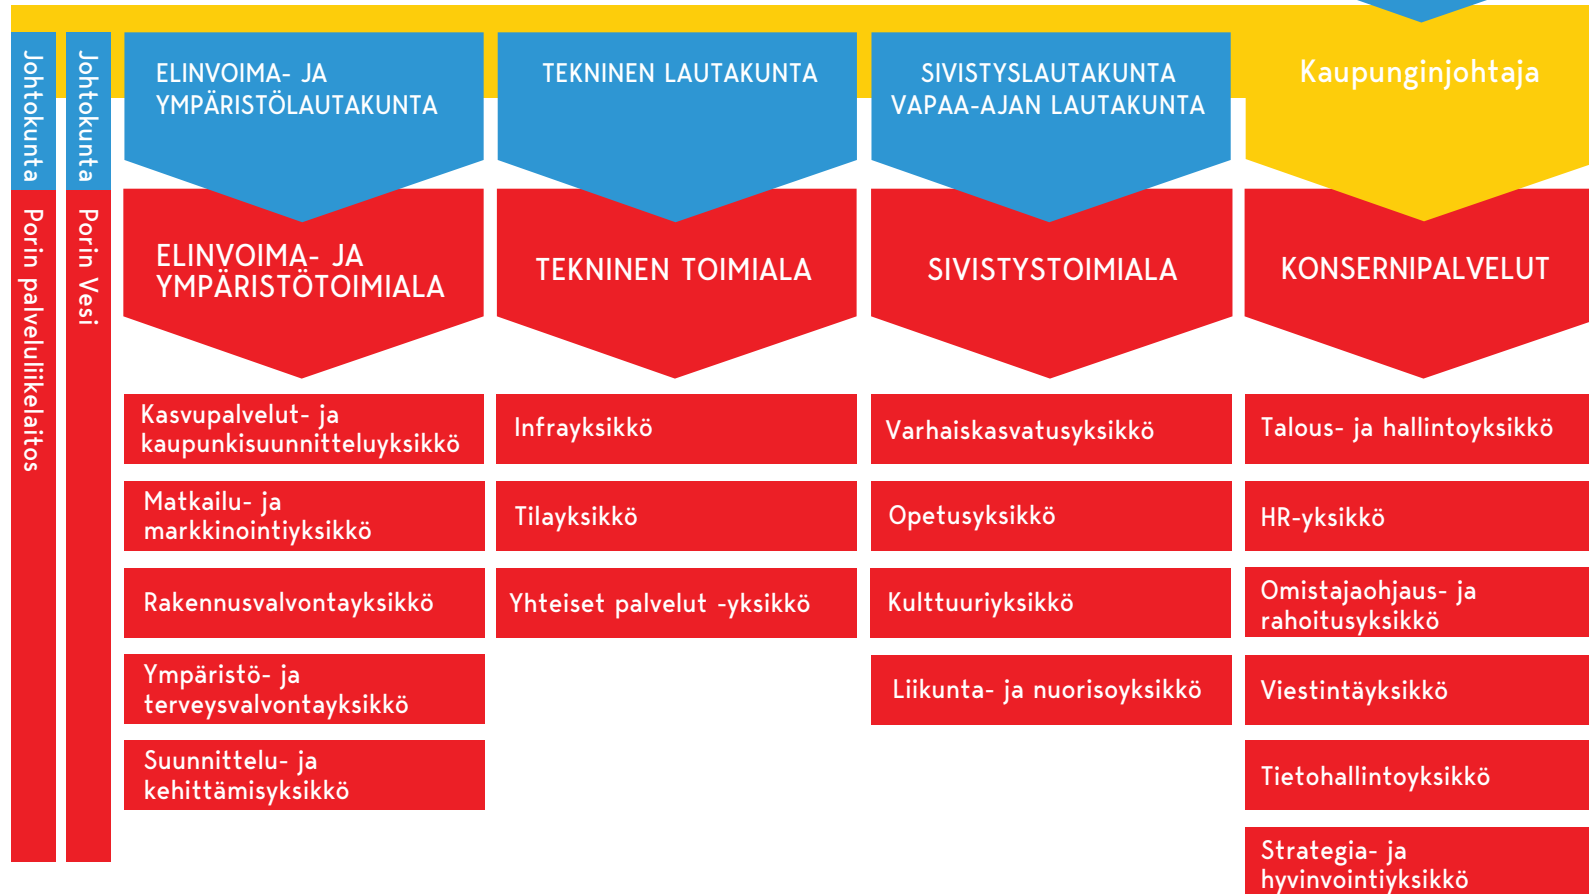 Johtokunta
Porin palveluliikelaitos
Johtokunta
Porin Vesi
ELINVOIMA- JA
YMPÄRISTÖLAUTAKUNTA
ELINVOIMA- JA
YMPÄRISTÖTOIMIALA
Kasvupalvelut- ja
kaupunkisuunnitteluyksikkö
Matkailu- ja
markkinointiyksikkö
Rakennusvalvontayksikkö
Ympäristö- ja
terveysvalvontayksikkö
Suunnittelu- ja
kehittämisyksikkö
TEKNINEN LAUTAKUNTA
TEKNINEN TOIMIALA
Infrayksikkö
Tilayksikkö
Yhteiset palvelut -yksikkö
SIVISTYSLAUTAKUNTA
VAPAA-AJAN LAUTAKUNTA
SIVISTYSTOIMIALA
Varhaiskasvatusyksikkö
Opetusyksikkö
Kulttuuriyksikkö
Liikunta- ja nuorisoyksikkö
Kaupunginjohtaja
KONSERNIPALVELUT
Talous- ja hallintoyksikkö
HR-yksikkö
Omistajaohjaus- ja
rahoitusyksikkö
Viestintäyksikkö
Tietohallintoyksikkö
Strategia- ja
hyvinvointiyksikkö